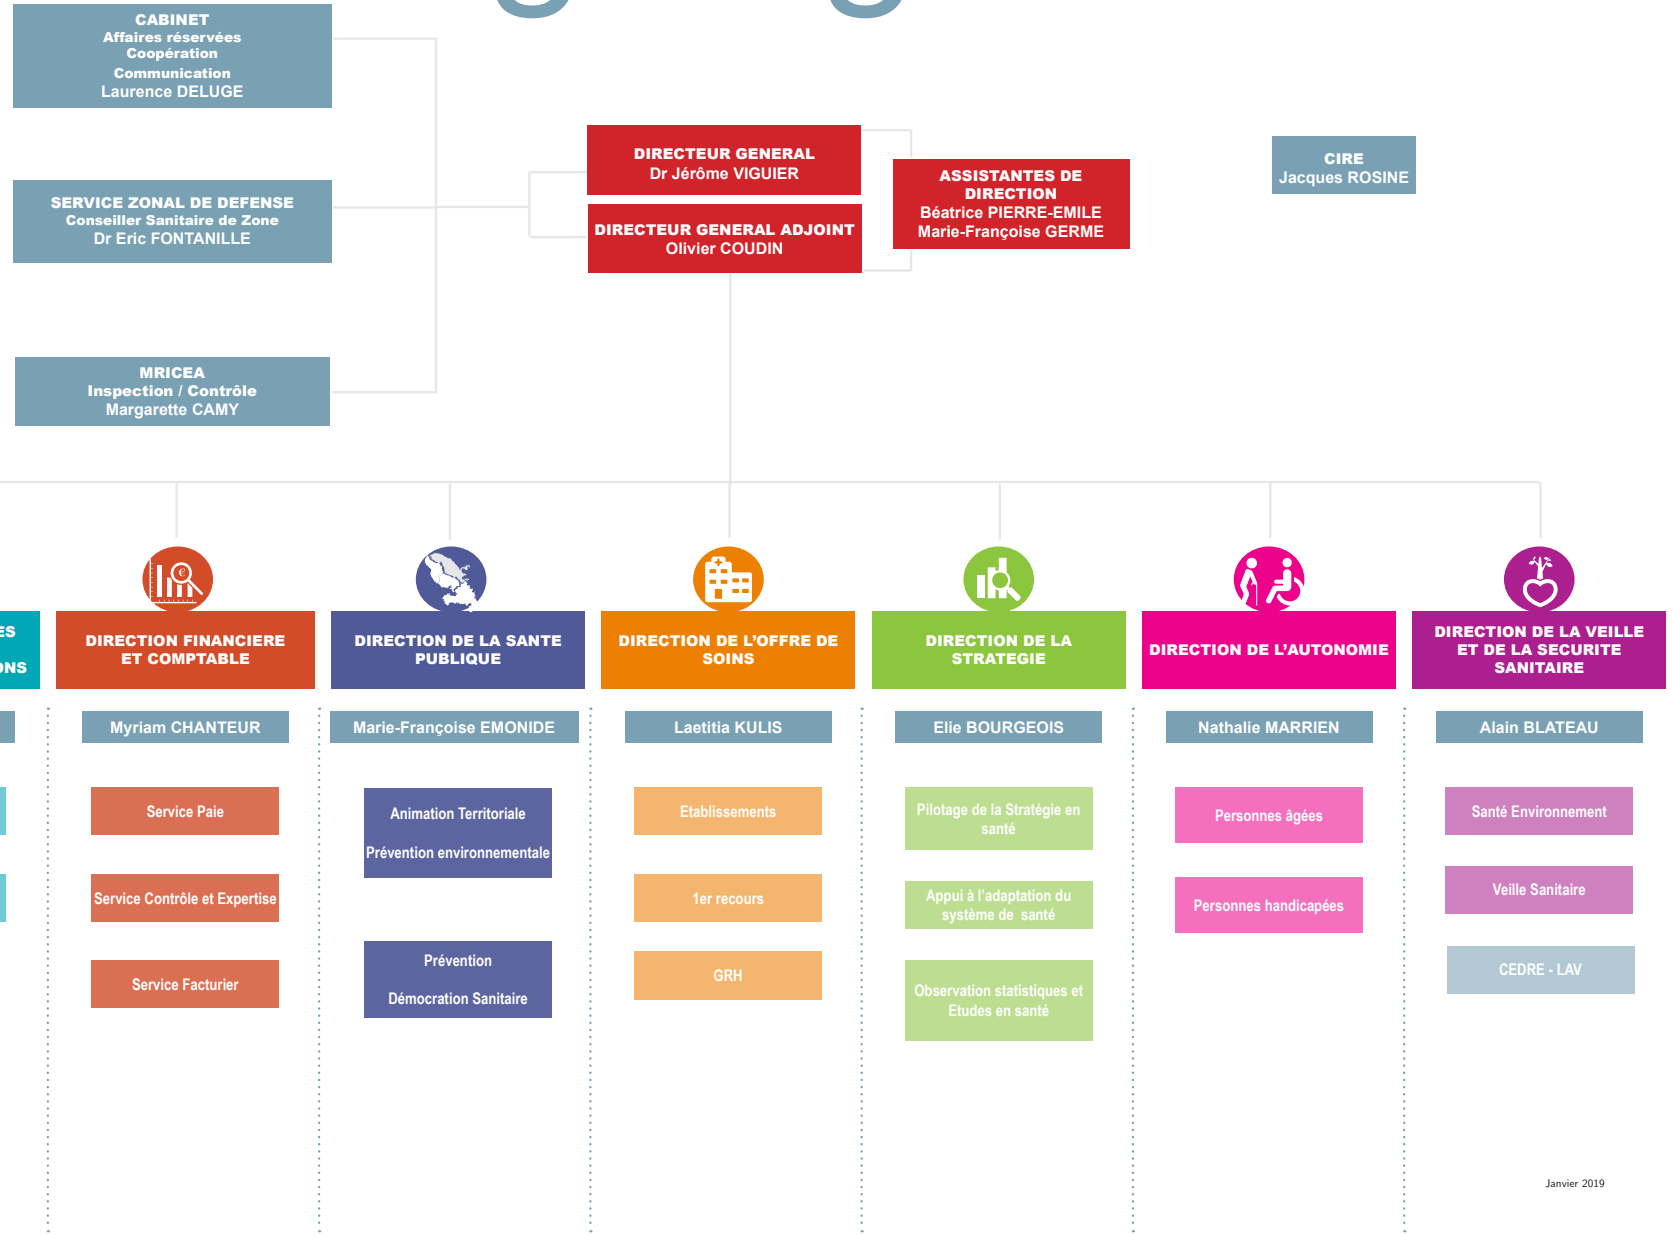 CABINET
Affaires réservées
Coopération
Communication
Laurence DELUGE
SERVICE ZONAL DE DEFENSE
Conseiller Sanitaire de Zone
Dr Eric FONTANILLE
MRICEA
Inspection / Contrôle
Margarette CAMY
DIRECTEUR GENERAL
Dr Jérôme VIGUIER
DIRECTEUR GENERAL ADJOINT
Olivier COUDIN
ASSISTANTES DE
DIRECTION
Béatrice PIERRE-EMILE
Marie-Françoise GERME
CIRE
Jacques ROSINE
ES
ONS
DIRECTION FINANCIERE
ET COMPTABLE
Myriam CHANTEUR
Service Paie
Service Contrôle et Expertise
Service Facturier
DIRECTION DE LA SANTE
PUBLIQUE
Marie-Françoise EMONIDE
Animation Territoriale
Prévention environnementale
Prévention
Démocration Sanitaire
DIRECTION DE L'OFFRE DE
SOINS
Laetitia KULIS
Etablissements
1er recours
GRH
DIRECTION DE LA
STRATEGIE
Elie BOURGEOIS
Pilotage de la Stratégie en
santé
Appui à l'adaptation du
système de santé
Observation statistiques et
Etudes en santé
DIRECTION DE L'AUTONOMIE
Nathalie MARRIEN
Personnes âgées
Personnes handicapées
DIRECTION DE LA VEILLE
ET DE LA SECURITE
SANITAIRE
Alain BLATEAU
Santé Environnement
Veille Sanitaire
CEDRE - LAV
Janvier 2019